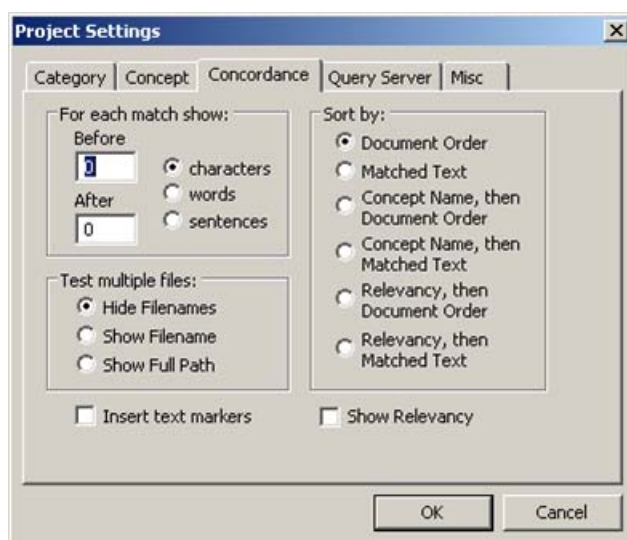 Project Settings
Category Concept Concordance Query Server Misc
For each match show:
Before
0
After
0
characters
words
sentences
Test multiple files:
Hide Filenames
Show Filename
Show Full Path
Insert text markers
Sort by:
Document Order
Matched Text
Concept Name, then
Document Order
Concept Name, then
Matched Text
Relevancy, then
Document Order
Relevancy, then
Matched Text
Show Relevancy
OK Cancel